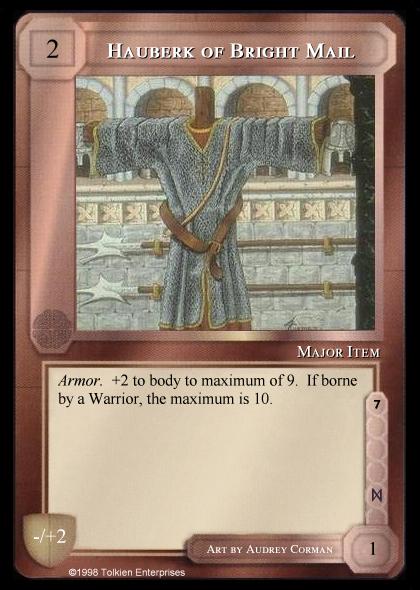 2
HAUBERK OF BRIGHT MAIL
MAJOR ITEM
Armor. +2 to body to maximum of 9. If borne
by a Warrior, the maximum is 10.
7
-/+2
ART BY AUDREY CORMAN
1
©1998 Tolkien Enterprises